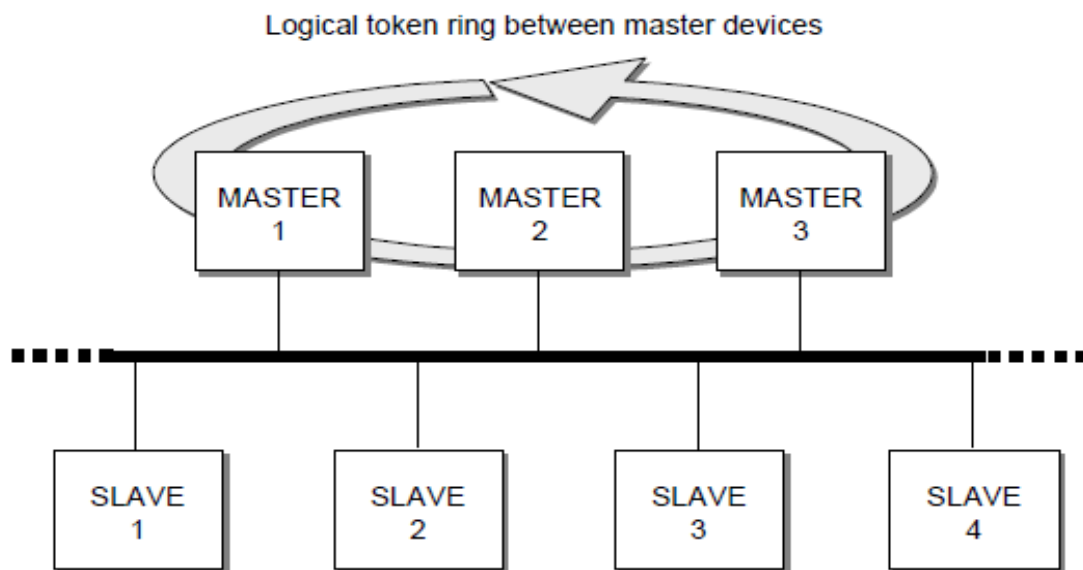 Logical token ring between master devices
MASTER
1
MASTER
2
MASTER
3
SLAVE
1
SLAVE
2
SLAVE
3
SLAVE
4